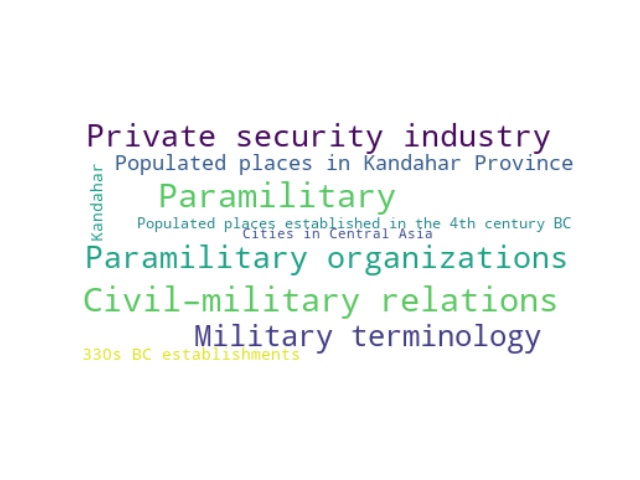 Private security industry
Populated places in Kandahar Province
Kandahar
Paramilitary
Populated places established in the 4th century BC
Cities in Central Asia
Paramilitary organizations
Civil–military relations
Military terminology
330s BC establishments